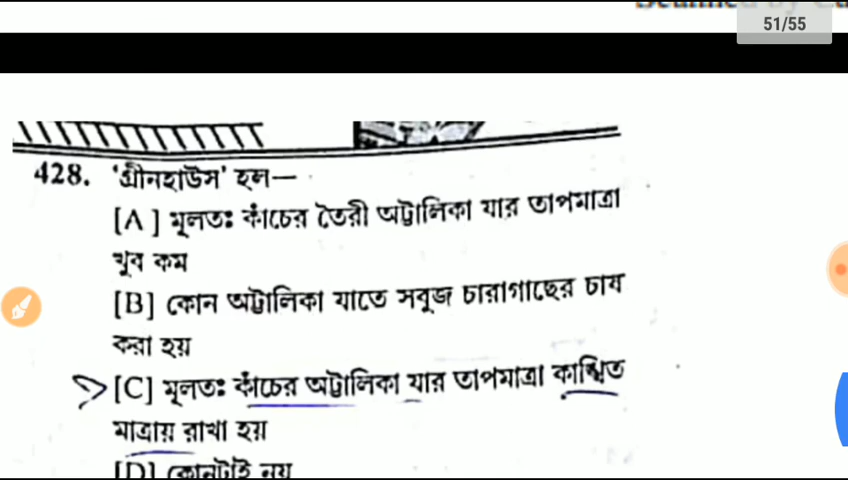 51/55
428. 'গ্রীনহাউস' হল—
[A] মূলতঃ কাঁচের তৈরী অট্টালিকা যার তাপমাত্রা
খুব কম
[B] কোন অট্টালিকা যাতে সবুজ চারাগাছের চাষ
করা হয়
[C] মূলতঃ কাঁচের অট্টালিকা যার তাপমাত্রা কাঙ্খিত
মাত্রায় রাখা হয়
[D] কোনটাই নয়